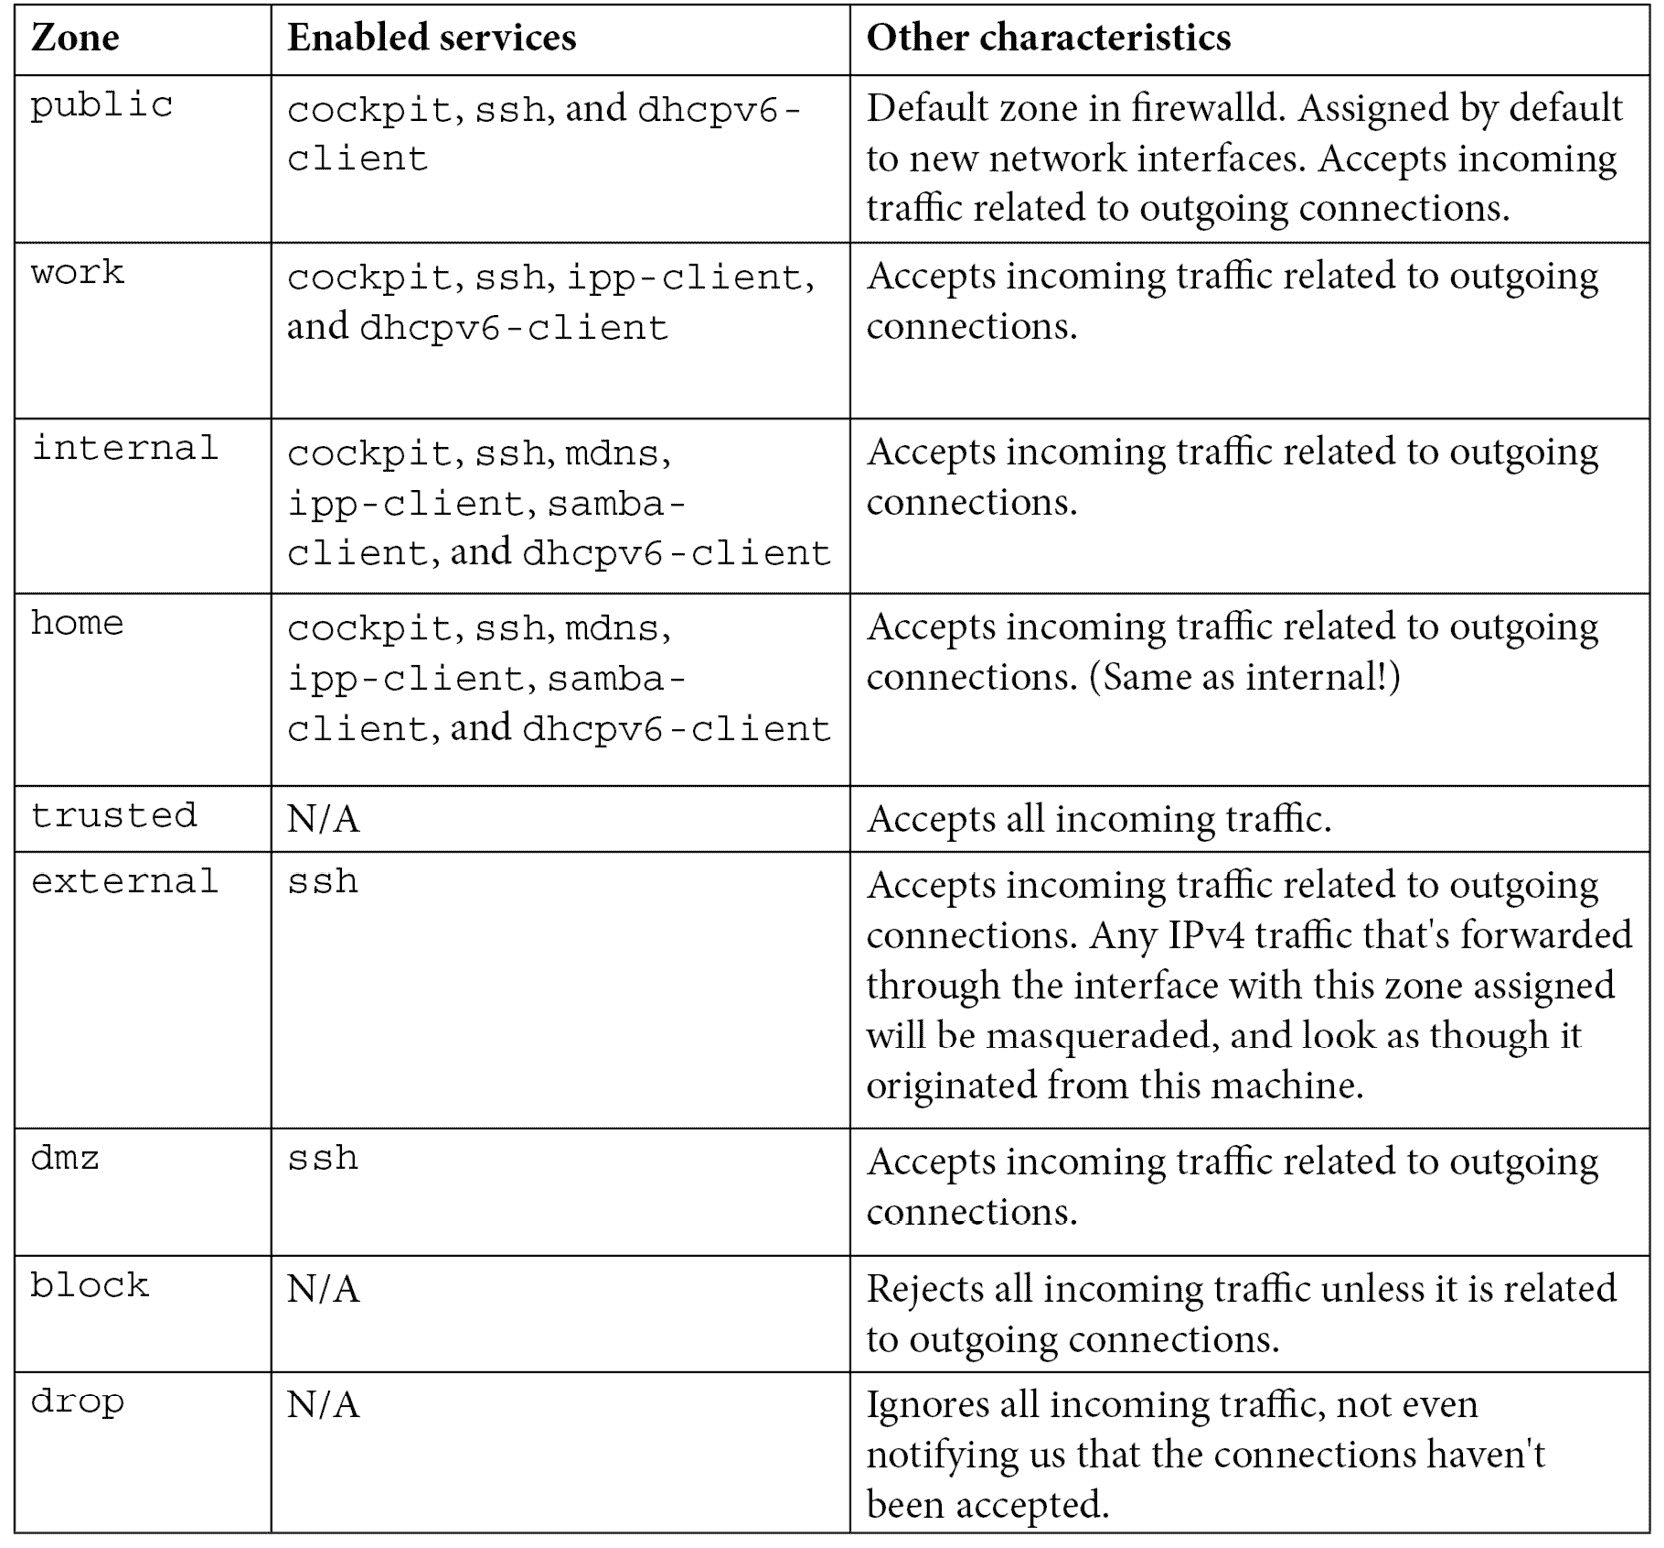 Zone Enabled services Other characteristics
public cockpit, ssh, and dhcpv6-
client
Default zone in firewalld. Assigned by default
to new network interfaces. Accepts incoming
traffic related to outgoing connections.
work
cockpit, ssh, ipp-client,
and dhcpv6-client
Accepts incoming traffic related to outgoing
connections.
internal
cockpit, ssh, mdns,
ipp-client, samba-
client, and dhcpv6-client
Accepts incoming traffic related to outgoing
connections.
home
cockpit, ssh, mdns,
ipp-client, samba-
client, and dhcpv6-client
Accepts incoming traffic related to outgoing
connections. (Same as internal!)
trusted N/A Accepts all incoming traffic.
external ssh
Accepts incoming traffic related to outgoing
connections. Any IPv4 traffic that's forwarded
through the interface with this zone assigned
will be masqueraded, and look as though it
originated from this machine.
dmz ssh
Accepts incoming traffic related to outgoing
connections.
block N/A
Rejects all incoming traffic unless it is related
to outgoing connections.
drop N/A
Ignores all incoming traffic, not even
notifying us that the connections haven't
been accepted.